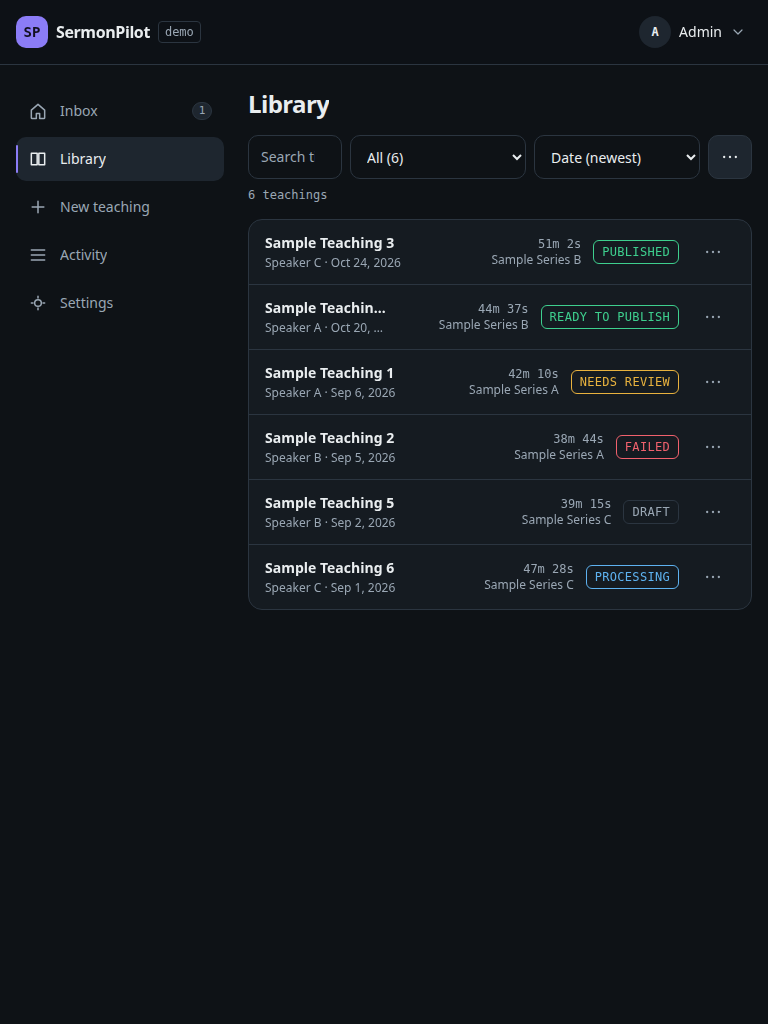 SP SermonPilot demo
A Admin
Inbox 1
Library
New teaching
Activity
Settings
Library
Search t All (6) Date (newest) ...
6 teachings
Sample Teaching 3
Speaker C · Oct 24, 2026
51m 2s
Sample Series B
PUBLISHED
Sample Teachin...
Speaker A · Oct 20, ...
44m 37s
Sample Series B
READY TO PUBLISH
Sample Teaching 1
Speaker A · Sep 6, 2026
42m 10s
Sample Series A
NEEDS REVIEW
Sample Teaching 2
Speaker B · Sep 5, 2026
38m 44s
Sample Series A
FAILED
Sample Teaching 5
Speaker B · Sep 2, 2026
39m 15s
Sample Series C
DRAFT
Sample Teaching 6
Speaker C · Sep 1, 2026
47m 28s
Sample Series C
PROCESSING